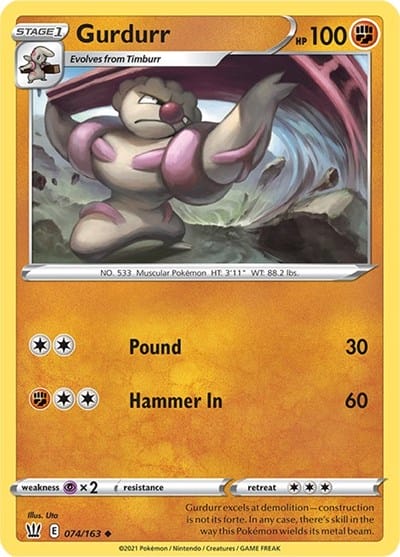 STAGE 1
Gurdurr
HP 100
Evolves from Timburr
NO. 533 Muscular Pokémon HT: 3'11" WT: 88.2 lbs.
Pound 30
Hammer In 60
weakness ×2 resistance retreat
Illus. Uta
E 074/163
Gurdurr excels at demolition—construction
is not its forte. In any case, there's skill in the
way this Pokémon wields its metal beam.
©2021 Pokémon / Nintendo / Creatures / GAME FREAK